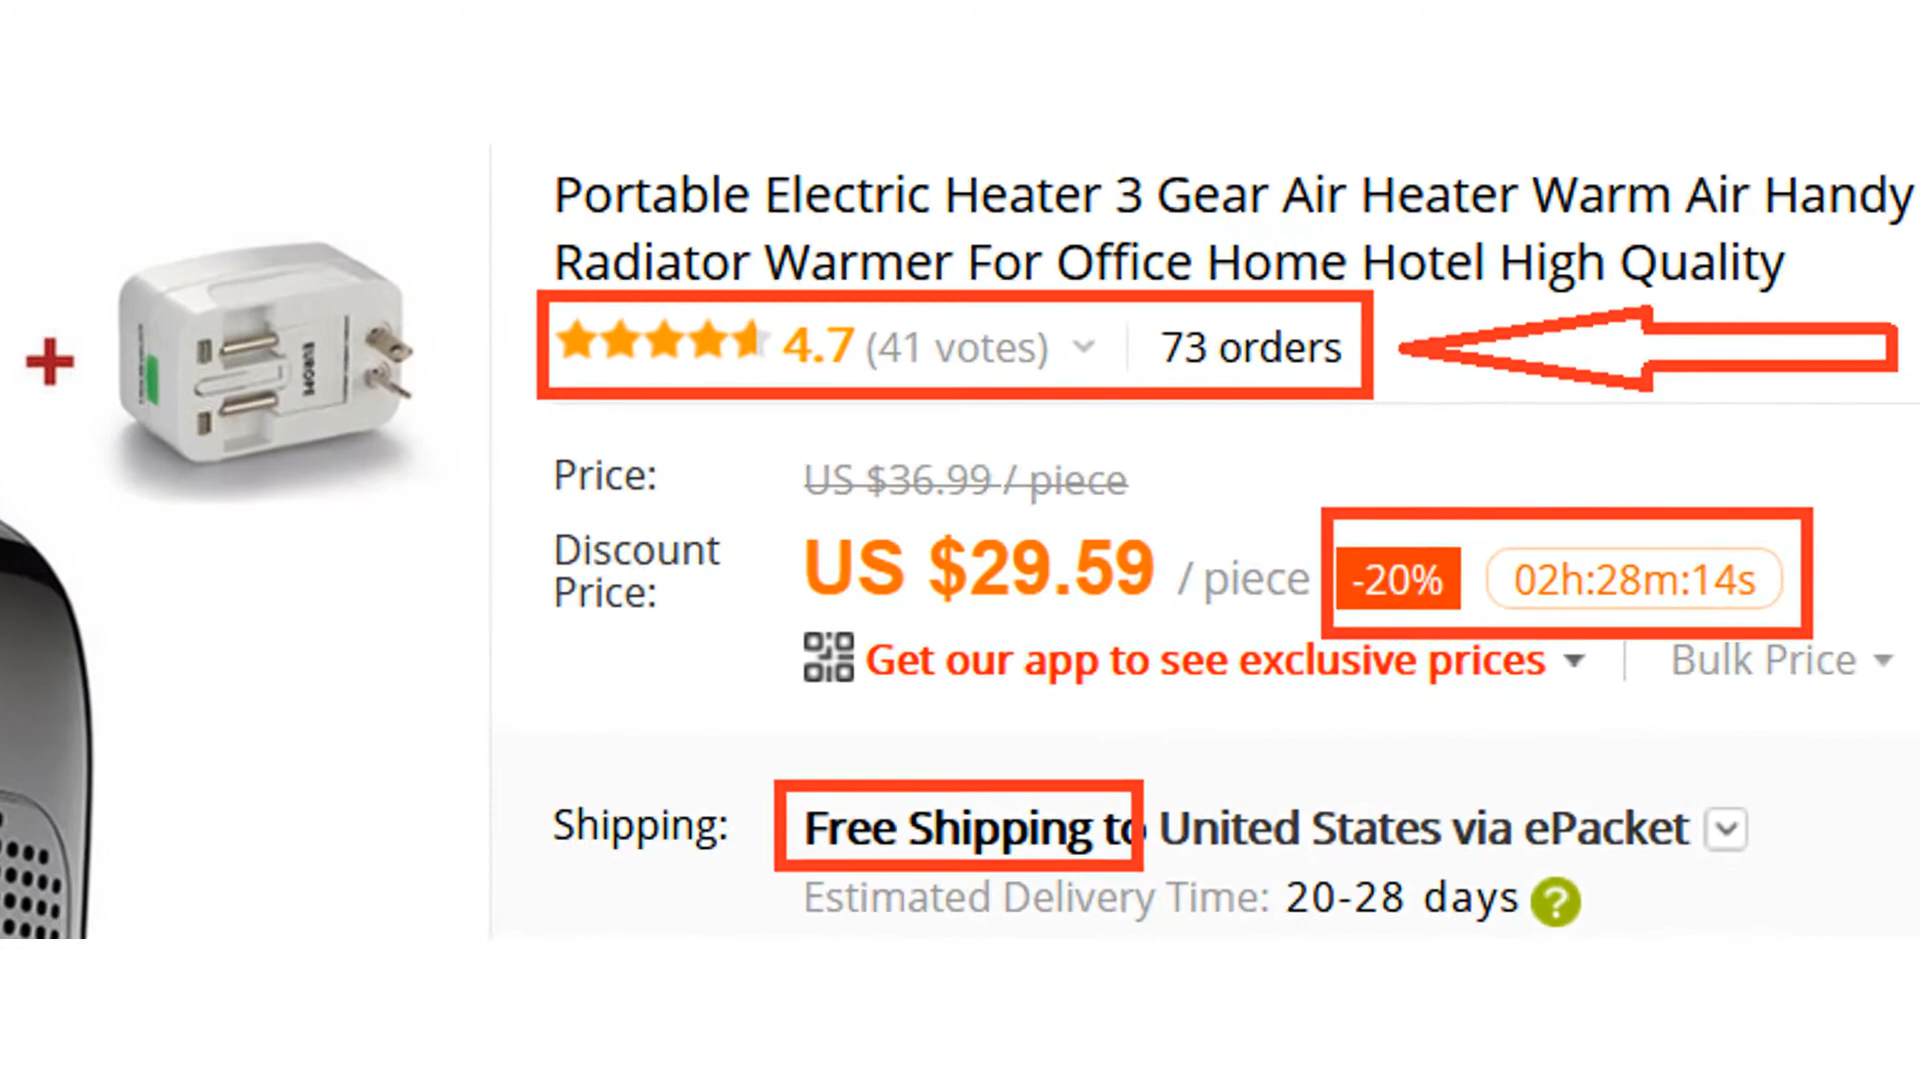 Portable Electric Heater 3 Gear Air Heater Warm Air Handy
Radiator Warmer For Office Home Hotel High Quality
4.7 (41 votes) 73 orders
Price: US $36.99 / piece
Discount Price: US $29.59 / piece -20% 02h:28m:14s
Get our app to see exclusive prices Bulk Price
Shipping: Free Shipping to United States via ePacket
Estimated Delivery Time: 20-28 days ?
EUROPE